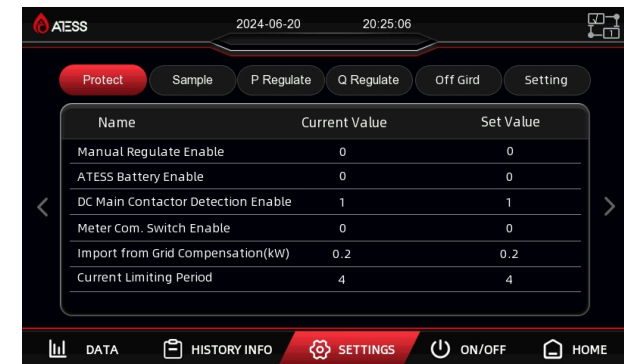 ATESS 2024-06-20 20:25:06
1
Protect Sample P Regulate Q Regulate Off Gird Setting
Name Current Value Set Value
Manual Regulate Enable 0 0
ATESS Battery Enable 0 0
DC Main Contactor Detection Enable 1 1
Meter Com. Switch Enable 0 0
Import from Grid Compensation(kW) 0.2 0.2
Current Limiting Period 4 4
DATA HISTORY INFO SETTINGS ON/OFF HOME